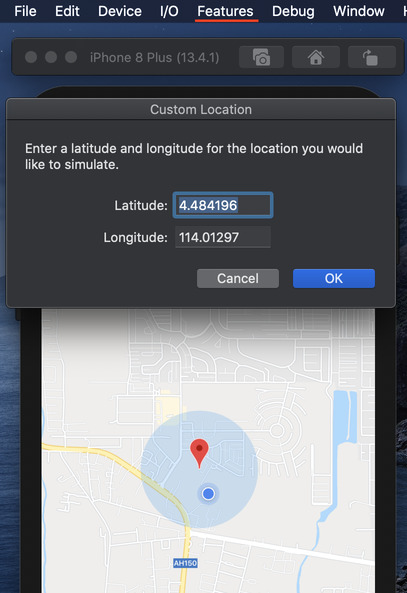 File Edit Device I/O Features Debug Window H
iPhone 8 Plus (13.4.1)
Custom Location
Enter a latitude and longitude for the location you would
like to simulate.
Latitude: 4.484196
Longitude: 114.01297
Cancel OK
AH150